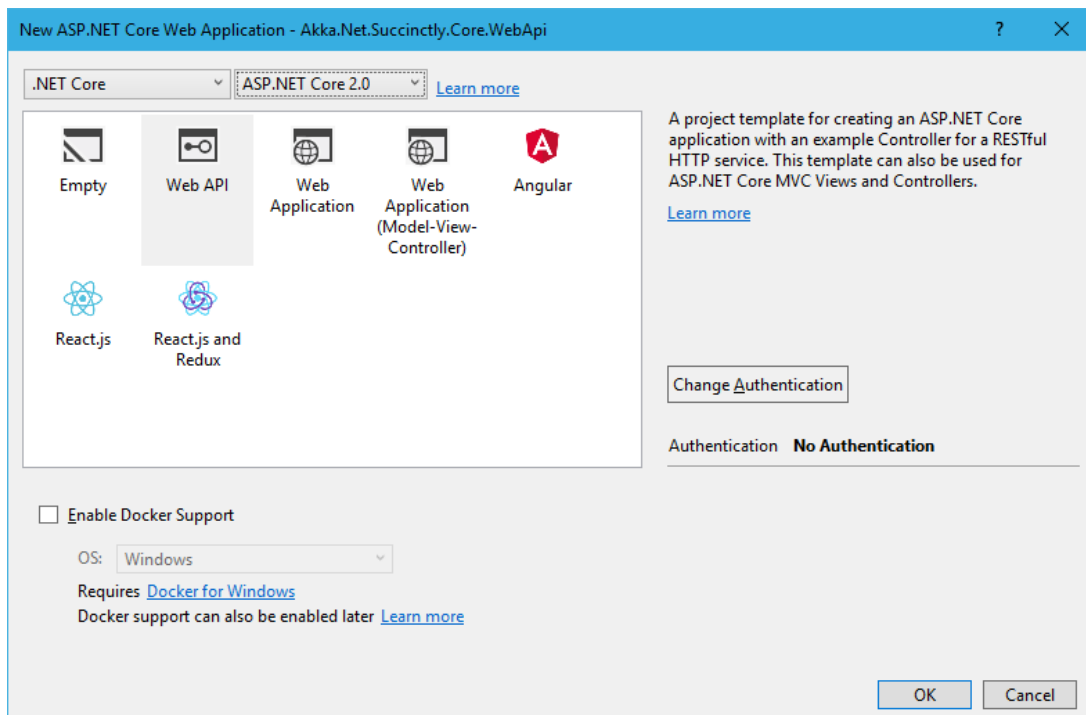 New ASP.NET Core Web Application - Akka.Net.Succinctly.Core.WebApi
?
.NET Core
ASP.NET Core 2.0
Learn more
Empty
Web API
Web
Application
Web
Application
(Model-View-
Controller)
Angular
React.js
React.js and
Redux
A project template for creating an ASP.NET Core
application with an example Controller for a RESTful
HTTP service. This template can also be used for
ASP.NET Core MVC Views and Controllers.
Learn more
Change Authentication
Authentication No Authentication
Enable Docker Support
OS: Windows
Requires Docker for Windows
Docker support can also be enabled later Learn more
OK
Cancel